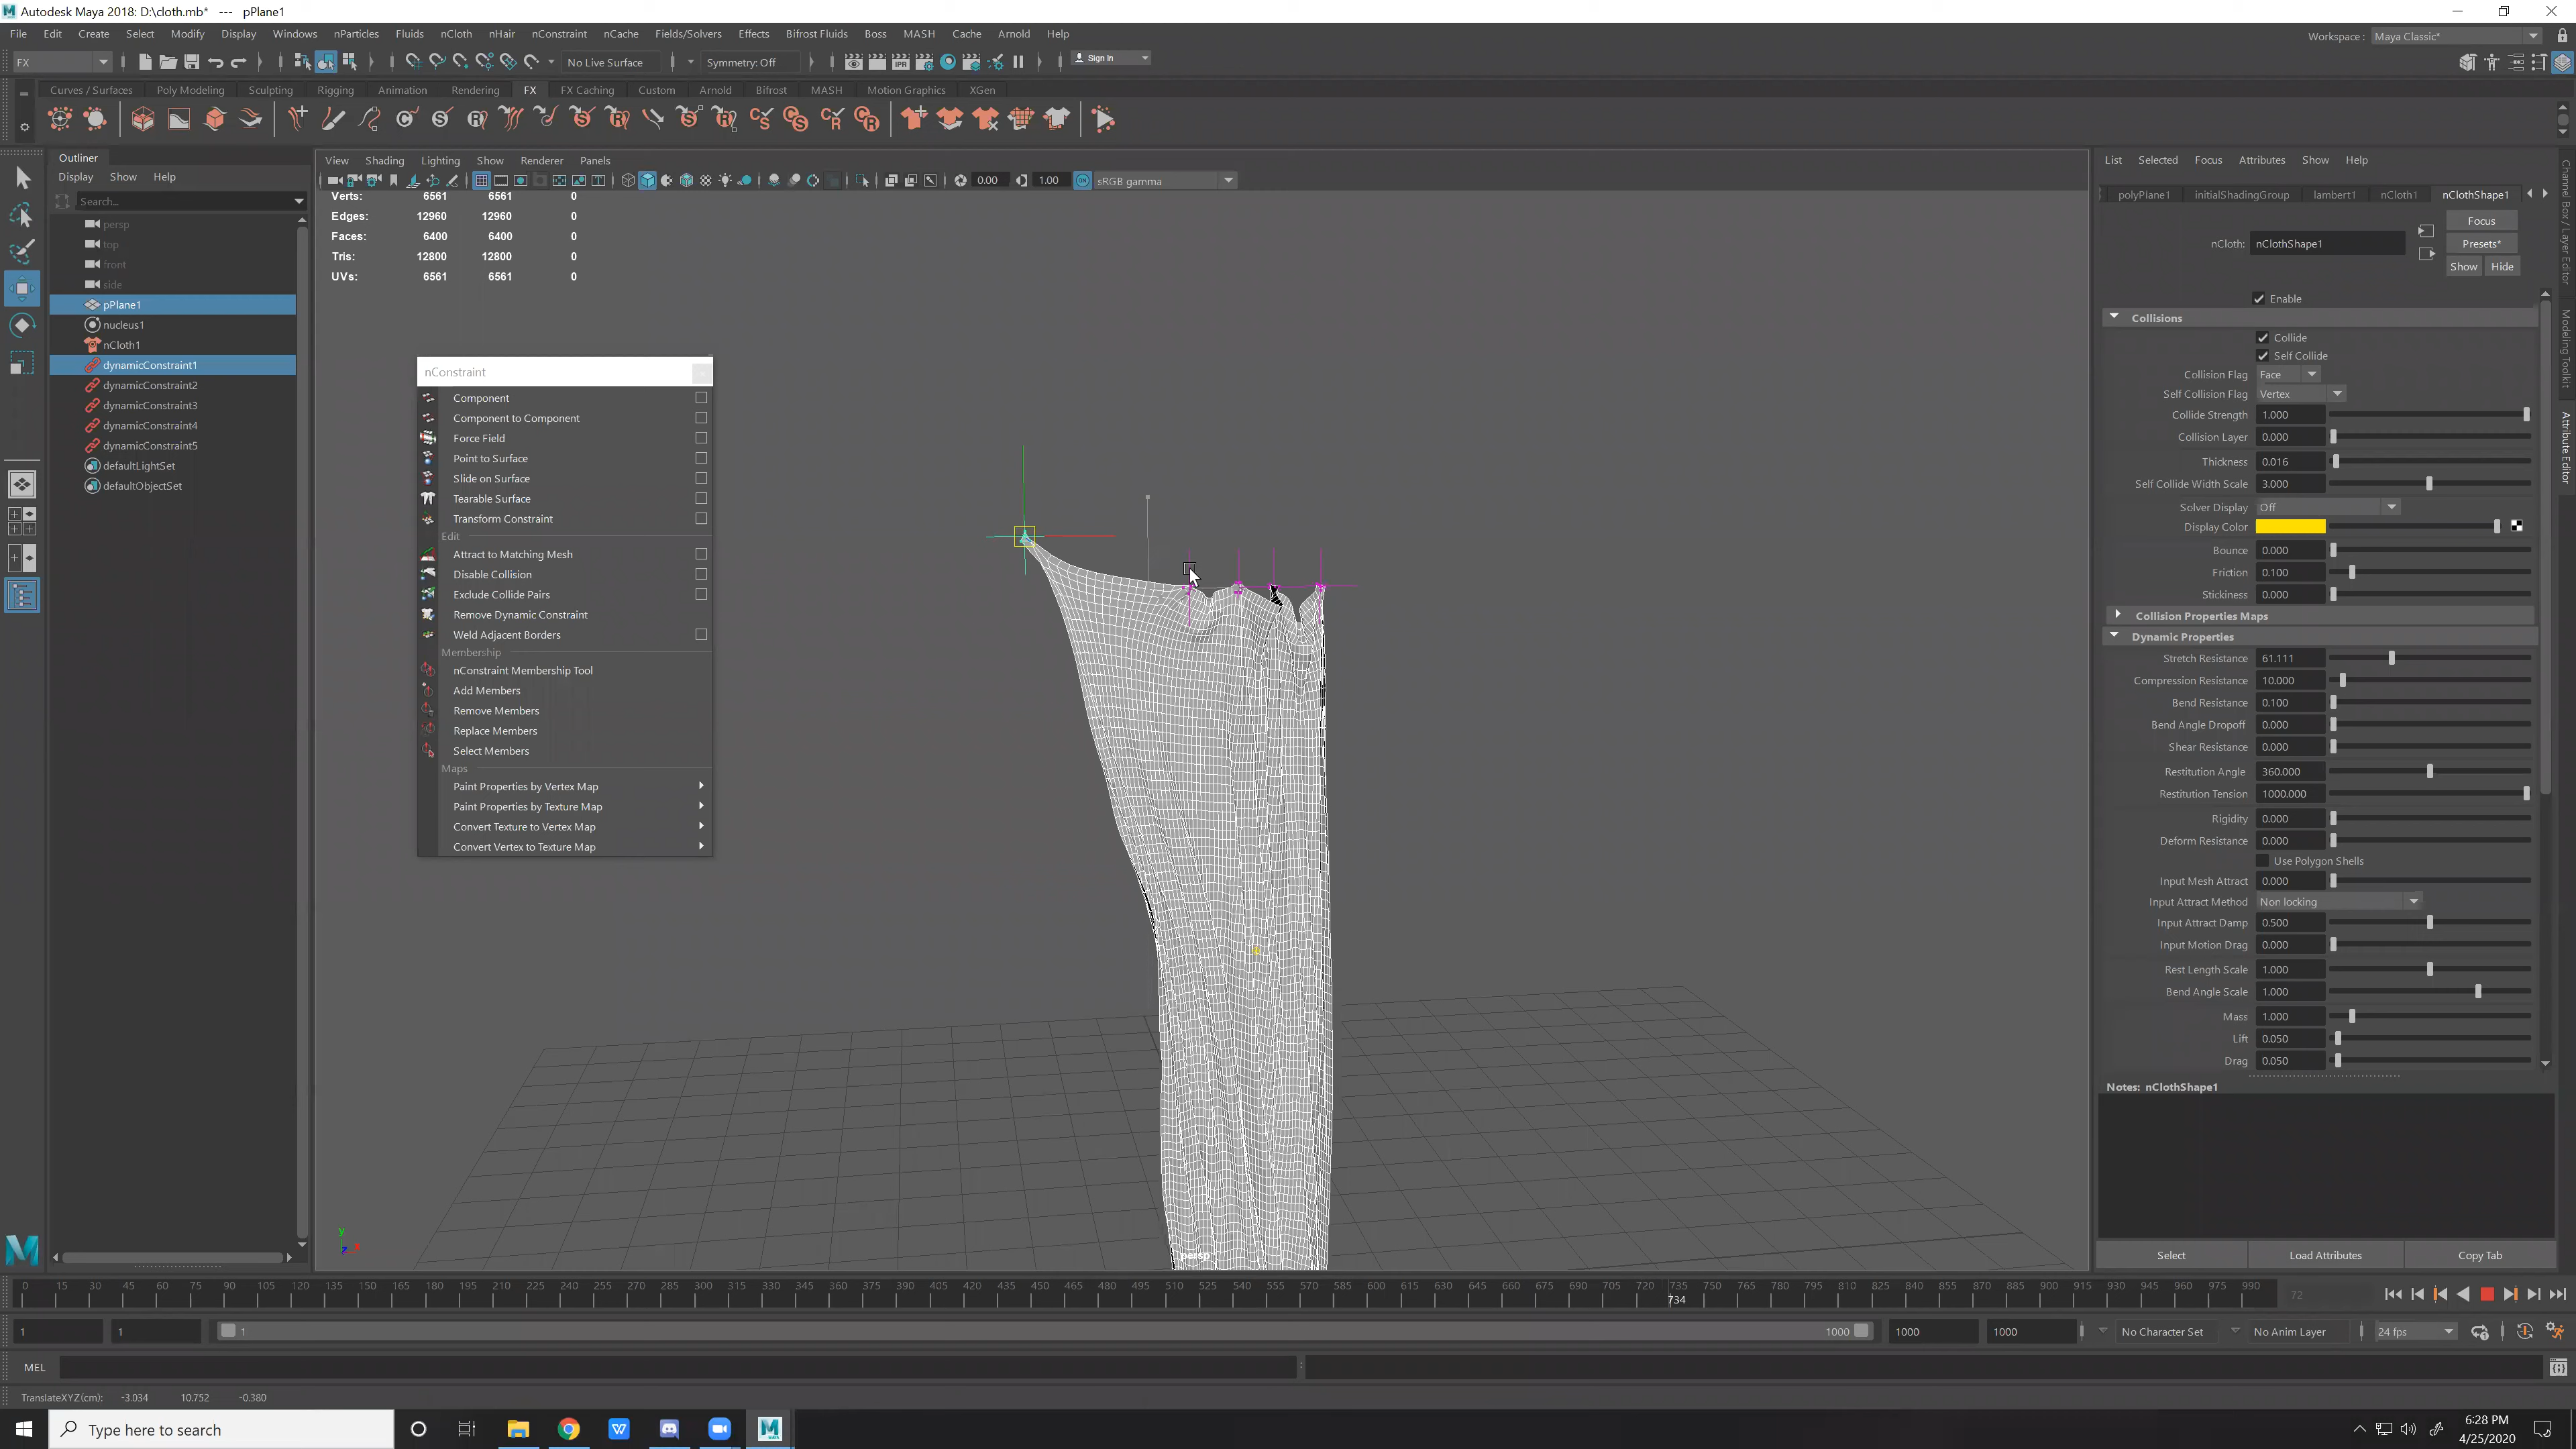 Autodesk Maya 2018: D:\cloth.mb* --- pPlane1
File Edit Create Select Modify Display Windows nParticles Fluids nCloth nHair nConstraint nCache Fields/Solvers Effects Bifrost Fluids Boss MASH Cache Arnold Help
Workspace : Maya Classic*
FX No Live Surface Symmetry: Off Sign In
Curves / Surfaces Poly Modeling Sculpting Rigging Animation Rendering FX FX Caching Custom Arnold Bifrost MASH Motion Graphics XGen
Outliner
Display Show Help
Search...
persp
top
front
side
pPlane1
nucleus1
nCloth1
dynamicConstraint1
dynamicConstraint2
dynamicConstraint3
dynamicConstraint4
dynamicConstraint5
defaultLightSet
defaultObjectSet
View Shading Lighting Show Renderer Panels
0.00 1.00 sRGB gamma
Verts: 6561 6561 0
Edges: 12960 12960 0
Faces: 6400 6400 0
Tris: 12800 12800 0
UVs: 6561 6561 0
nConstraint
Component
Component to Component
Force Field
Point to Surface
Slide on Surface
Tearable Surface
Transform Constraint
Edit
Attract to Matching Mesh
Disable Collision
Exclude Collide Pairs
Remove Dynamic Constraint
Weld Adjacent Borders
Membership
nConstraint Membership Tool
Add Members
Remove Members
Replace Members
Select Members
Maps
Paint Properties by Vertex Map
Paint Properties by Texture Map
Convert Texture to Vertex Map
Convert Vertex to Texture Map
y
z x
persp
List Selected Focus Attributes Show Help
polyPlane1 initialShadingGroup lambert1 nCloth1 nClothShape1
Focus
nCloth: nClothShape1 Presets*
Show Hide
Enable
Collisions
Collide
Self Collide
Collision Flag Face
Self Collision Flag Vertex
Collide Strength 1.000
Collision Layer 0.000
Thickness 0.016
Self Collide Width Scale 3.000
Solver Display Off
Display Color
Bounce 0.000
Friction 0.100
Stickiness 0.000
Collision Properties Maps
Dynamic Properties
Stretch Resistance 61.111
Compression Resistance 10.000
Bend Resistance 0.100
Bend Angle Dropoff 0.000
Shear Resistance 0.000
Restitution Angle 360.000
Restitution Tension 1000.000
Rigidity 0.000
Deform Resistance 0.000
Use Polygon Shells
Input Mesh Attract 0.000
Input Attract Method Non locking
Input Attract Damp 0.500
Input Motion Drag 0.000
Rest Length Scale 1.000
Bend Angle Scale 1.000
Mass 1.000
Lift 0.050
Drag 0.050
Notes: nClothShape1
Select Load Attributes Copy Tab
Channel Box / Layer Editor
Modeling Toolkit
Attribute Editor
0 15 30 45 60 75 90 105 120 135 150 165 180 195 210 225 240 255 270 285 300 315 330 345 360 375 390 405 420 435 450 465 480 495 510 525 540 555 570 585 600 615 630 645 660 675 690 705 720 735 750 765 780 795 810 825 840 855 870 885 900 915 930 945 960 975 990
734
72
1 1 1 1000 1000 1000 No Character Set No Anim Layer 24 fps
MEL
TranslateXYZ(cm): -3.034 10.752 -0.380
Type here to search
6:28 PM
4/25/2020